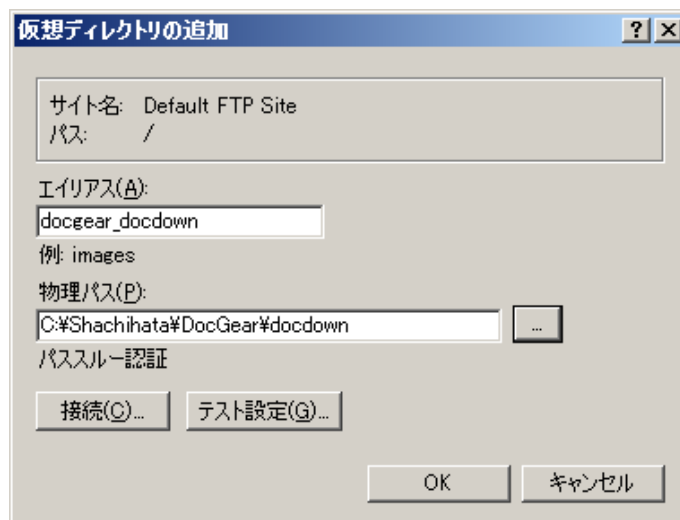 仮想ディレクトリの追加
サイト名: Default FTP Site
パス: /
エイリアス(A):
docgear_docdown
例: images
物理パス(P):
C:¥Shachihata¥DocGear¥docdown
...
パススルー認証
接続(C)... テスト設定(G)...
OK キャンセル